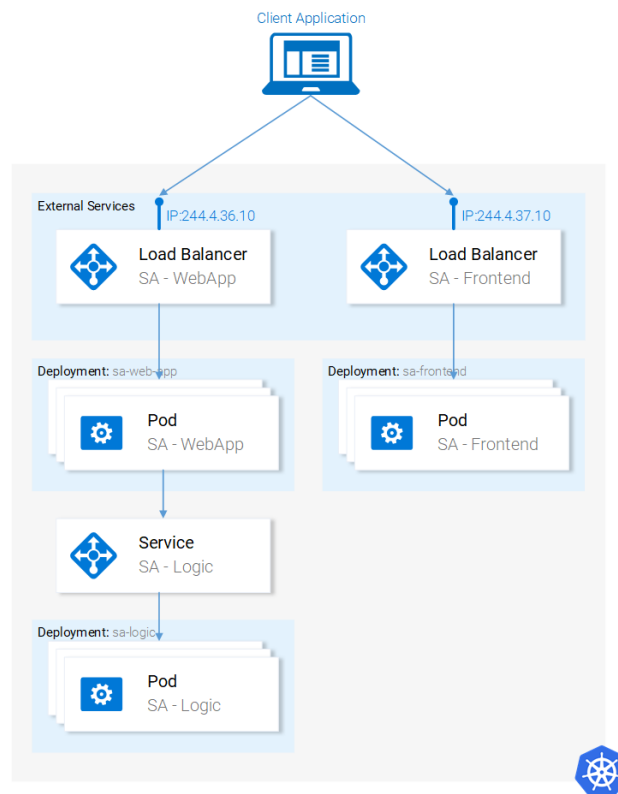 Client Application
External Services
IP:244.4.36.10
IP:244.4.37.10
Load Balancer
SA - WebApp
Load Balancer
SA - Frontend
Deployment: sa-web-app
Pod
SA - WebApp
Deployment: sa-frontend
Pod
SA - Frontend
Service
SA - Logic
Deployment: sa-logic
Pod
SA - Logic